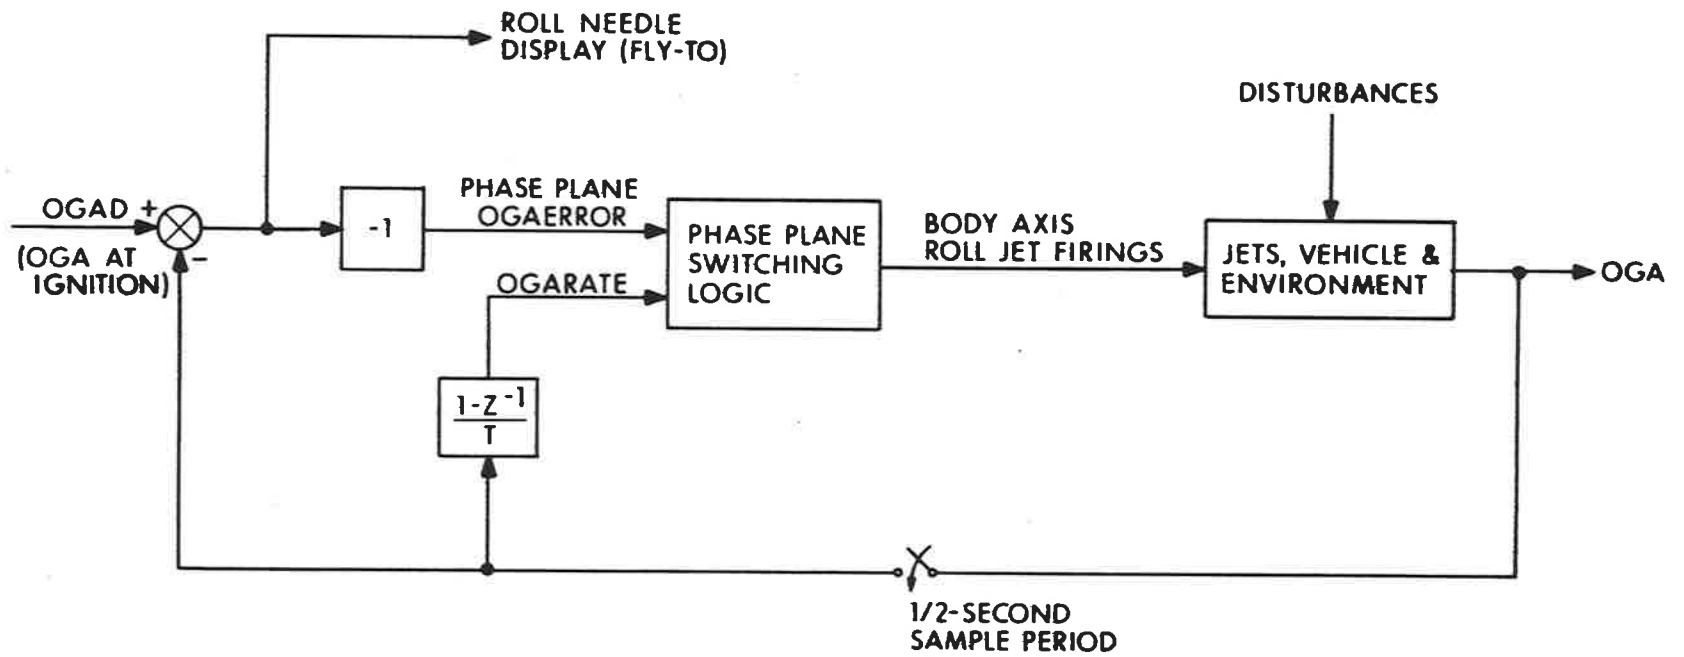 ROLL NEEDLE
DISPLAY (FLY-TO)
DISTURBANCES
OGAD +
-
(OGA AT
IGNITION)
-1
PHASE PLANE
OGAERROR
OGARATE
PHASE PLANE
SWITCHING
LOGIC
BODY AXIS
ROLL JET FIRINGS
JETS, VEHICLE &
ENVIRONMENT
OGA
1-Z⁻¹
T
1/2-SECOND
SAMPLE PERIOD